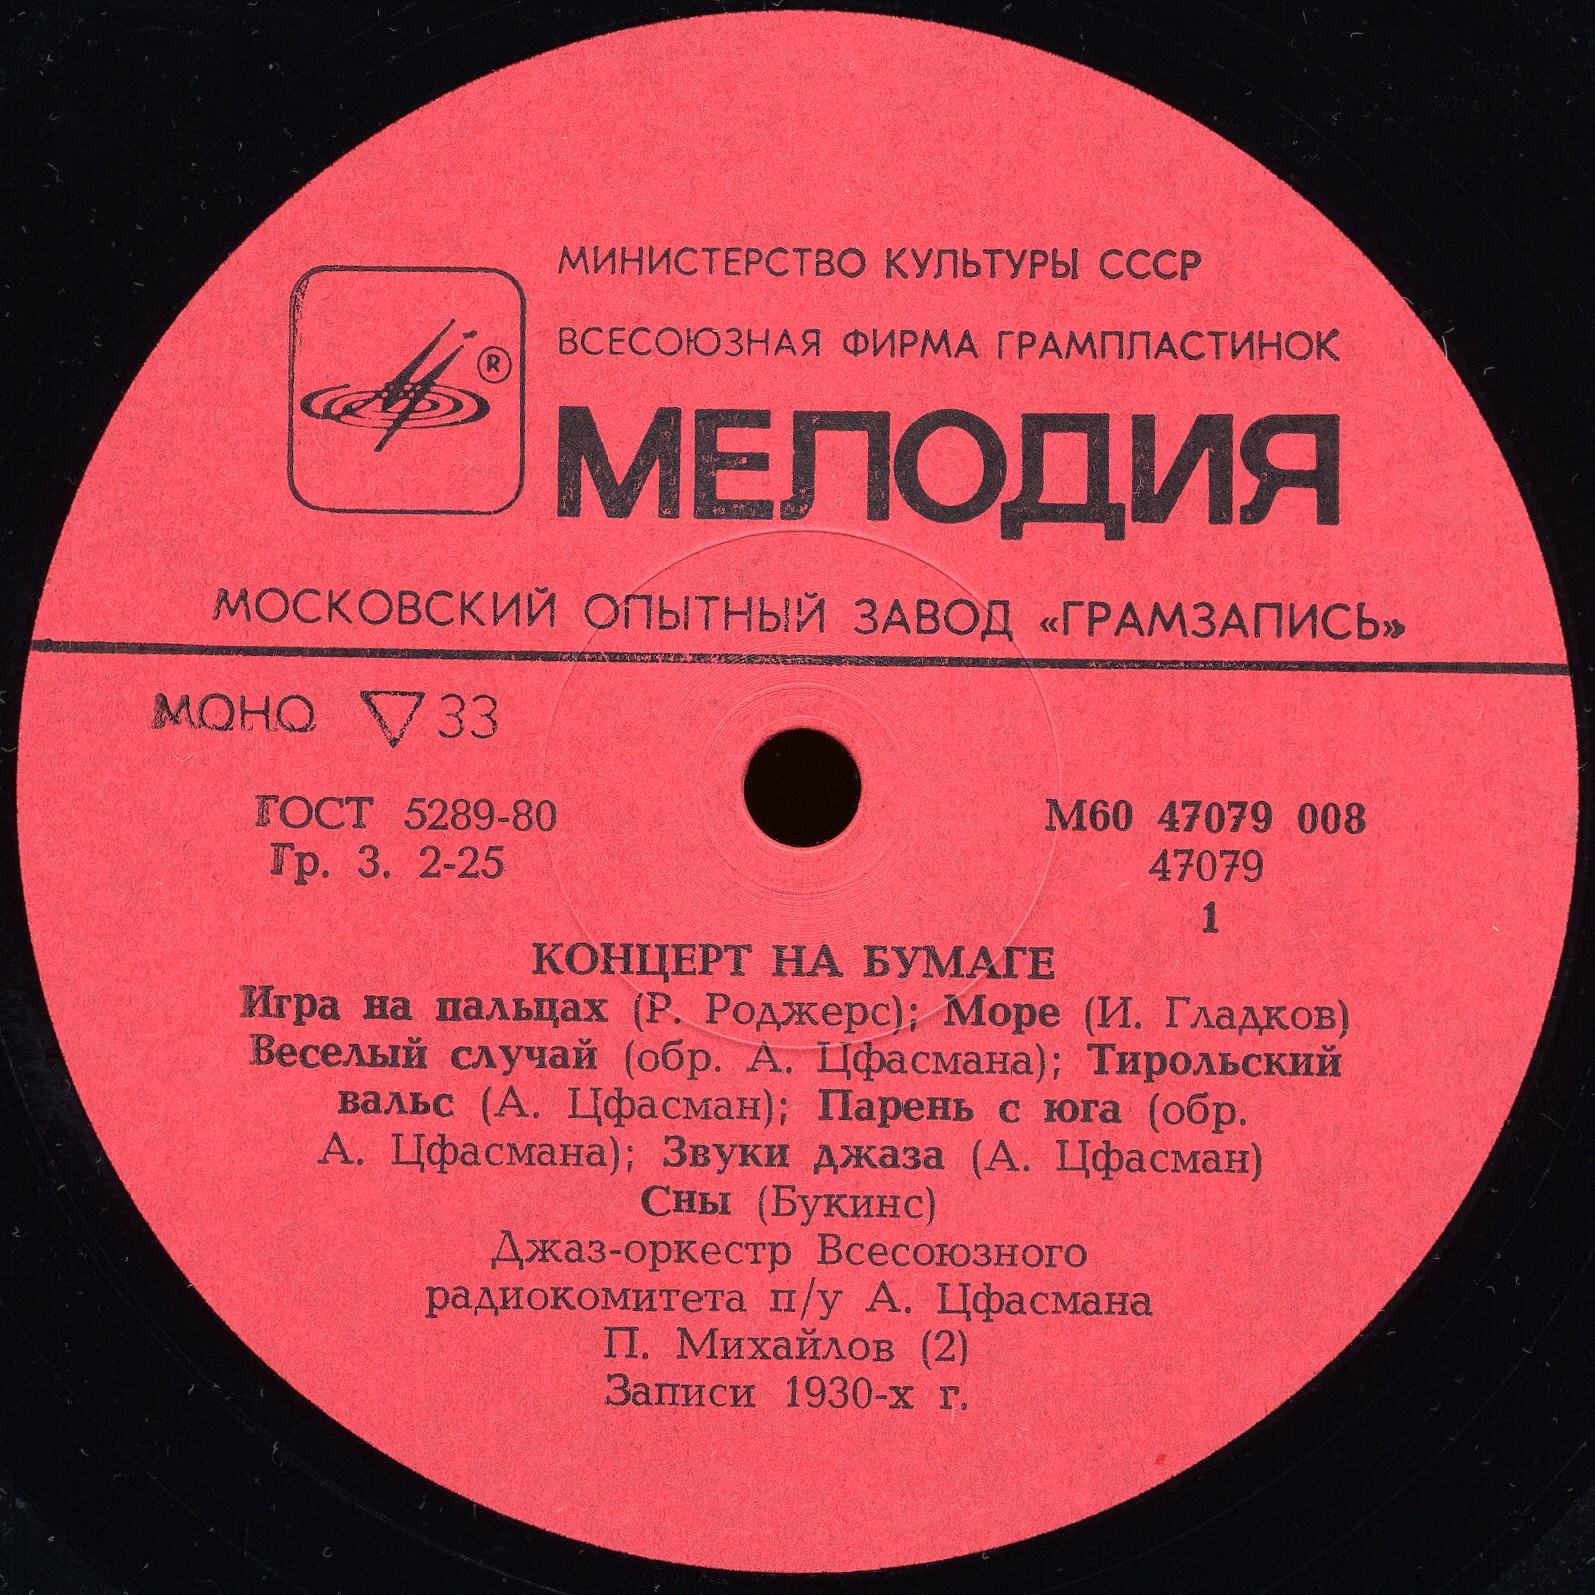 МИНИСТЕРСТВО КУЛЬТУРЫ СССР
ВСЕСОЮЗНАЯ ФИРМА ГРАМПЛАСТИНОК
®
МЕЛОДИЯ
МОСКОВСКИЙ ОПЫТНЫЙ ЗАВОД «ГРАМЗАПИСЬ»
МОНО ▽33
ГОСТ 5289-80
Гр. 3. 2-25
М60 47079 008
47079
1
КОНЦЕРТ НА БУМАГЕ
Игра на пальцах (Р. Роджерс); Море (И. Гладков)
Веселый случай (обр. А. Цфасмана); Тирольский
вальс (А. Цфасман); Парень с юга (обр.
А. Цфасмана); Звуки джаза (А. Цфасман)
Сны (Букинс)
Джаз-оркестр Всесоюзного
радиокомитета п/у А. Цфасмана
П. Михайлов (2)
Записи 1930-х г.